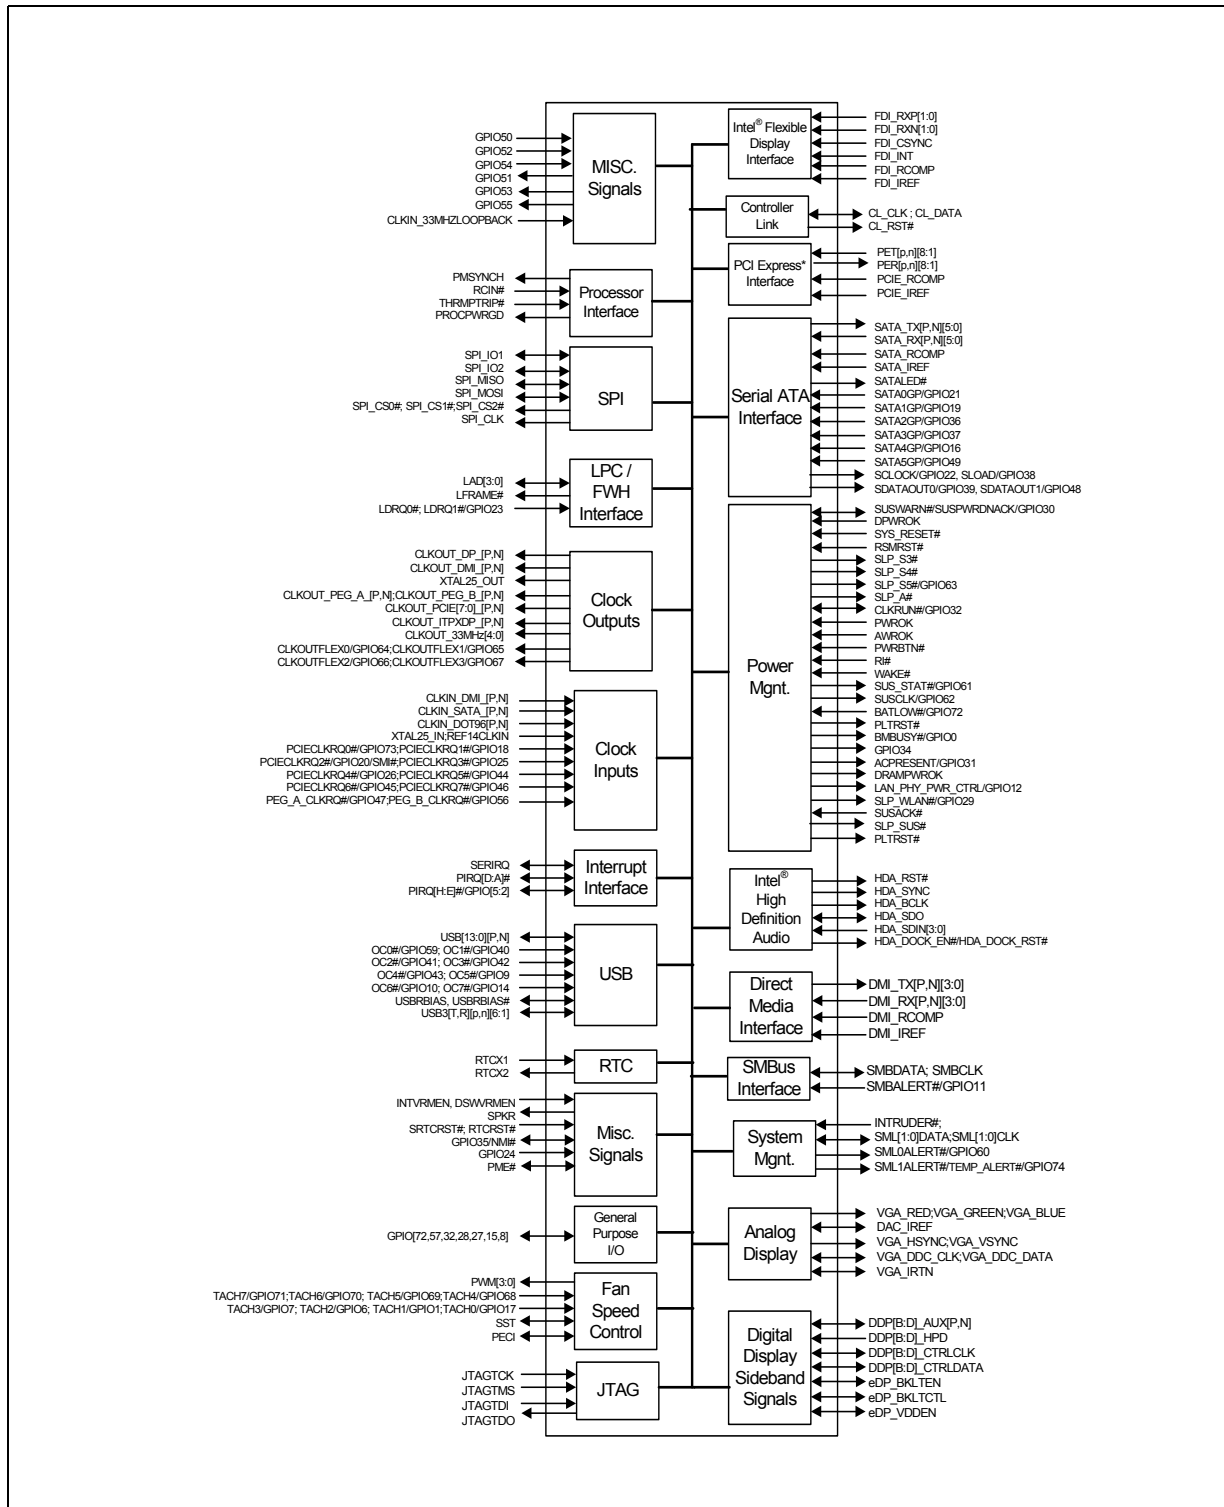 GPIO50
GPIO52
GPIO54
GPIO51
GPIO53
GPIO55
CLKIN_33MHZLOOPBACK
MISC.
Signals
PMSYNCH
RCIN#
THRMPTRIP#
PROCPWRGD
Processor
Interface
SPI_IO1
SPI_IO2
SPI_MISO
SPI_MOSI
SPI_CS0#; SPI_CS1#;SPI_CS2#
SPI_CLK
SPI
LAD[3:0]
LFRAME#
LDRQ0#; LDRQ1#/GPIO23
LPC /
FWH
Interface
CLKOUT_DP_[P,N]
CLKOUT_DMI_[P,N]
XTAL25_OUT
CLKOUT_PEG_A_[P,N];CLKOUT_PEG_B_[P,N]
CLKOUT_PCIE[7:0]_[P,N]
CLKOUT_ITPXDP_[P,N]
CLKOUT_33MHz[4:0]
CLKOUTFLEX0/GPIO64;CLKOUTFLEX1/GPIO65
CLKOUTFLEX2/GPIO66;CLKOUTFLEX3/GPIO67
Clock
Outputs
CLKIN_DMI_[P,N]
CLKIN_SATA_[P,N]
CLKIN_DOT96[P,N]
XTAL25_IN;REF14CLKIN
PCIECLKRQ0#/GPIO73;PCIECLKRQ1#/GPIO18
PCIECLKRQ2#/GPIO20/SMI#;PCIECLKRQ3#/GPIO25
PCIECLKRQ4#/GPIO26;PCIECLKRQ5#/GPIO44
PCIECLKRQ6#/GPIO45;PCIECLKRQ7#/GPIO46
PEG_A_CLKRQ#/GPIO47;PEG_B_CLKRQ#/GPIO56
Clock
Inputs
SERIRQ
PIRQ[D:A]#
PIRQ[H:E]#/GPIO[5:2]
Interrupt
Interface
USB[13:0][P,N]
OC0#/GPIO59; OC1#/GPIO40
OC2#/GPIO41; OC3#/GPIO42
OC4#/GPIO43; OC5#/GPIO9
OC6#/GPIO10; OC7#/GPIO14
USBRBIAS, USBRBIAS#
USB3[T,R][p,n][6:1]
USB
RTCX1
RTCX2
RTC
INTVRMEN, DSWVRMEN
SPKR
SRTCRST#; RTCRST#
GPIO35/NMI#
GPIO24
PME#
Misc.
Signals
GPIO[72,57,32,28,27,15,8]
General
Purpose
I/O
PWM[3:0]
TACH7/GPIO71;TACH6/GPIO70; TACH5/GPIO69;TACH4/GPIO68
TACH3/GPIO7; TACH2/GPIO6; TACH1/GPIO1;TACH0/GPIO17
SST
PECI
Fan
Speed
Control
JTAGTCK
JTAGTMS
JTAGTDI
JTAGTDO
JTAG
Intel® Flexible
Display
Interface
FDI_RXP[1:0]
FDI_RXN[1:0]
FDI_CSYNC
FDI_INT
FDI_RCOMP
FDI_IREF
Controller
Link
CL_CLK ; CL_DATA
CL_RST#
PCI Express*
Interface
PET[p,n][8:1]
PER[p,n][8:1]
PCIE_RCOMP
PCIE_IREF
Serial ATA
Interface
SATA_TX[P,N][5:0]
SATA_RX[P,N][5:0]
SATA_RCOMP
SATA_IREF
SATALED#
SATA0GP/GPIO21
SATA1GP/GPIO19
SATA2GP/GPIO36
SATA3GP/GPIO37
SATA4GP/GPIO16
SATA5GP/GPIO49
SCLOCK/GPIO22, SLOAD/GPIO38
SDATAOUT0/GPIO39, SDATAOUT1/GPIO48
Power
Mgnt.
SUSWARN#/SUSPWRDNACK/GPIO30
DPWROK
SYS_RESET#
RSMRST#
SLP_S3#
SLP_S4#
SLP_S5#/GPIO63
SLP_A#
CLKRUN#/GPIO32
PWROK
AWROK
PWRBTN#
RI#
WAKE#
SUS_STAT#/GPIO61
SUSCLK/GPIO62
BATLOW#/GPIO72
PLTRST#
BMBUSY#/GPIO0
GPIO34
ACPRESENT/GPIO31
DRAMPWROK
LAN_PHY_PWR_CTRL/GPIO12
SLP_WLAN#/GPIO29
SUSACK#
SLP_SUS#
PLTRST#
Intel®
High
Definition
Audio
HDA_RST#
HDA_SYNC
HDA_BCLK
HDA_SDO
HDA_SDIN[3:0]
HDA_DOCK_EN#/HDA_DOCK_RST#
Direct
Media
Interface
DMI_TX[P,N][3:0]
DMI_RX[P,N][3:0]
DMI_RCOMP
DMI_IREF
SMBus
Interface
SMBDATA; SMBCLK
SMBALERT#/GPIO11
System
Mgnt.
INTRUDER#;
SML[1:0]DATA;SML[1:0]CLK
SML0ALERT#/GPIO60
SML1ALERT#/TEMP_ALERT#/GPIO74
Analog
Display
VGA_RED;VGA_GREEN;VGA_BLUE
DAC_IREF
VGA_HSYNC;VGA_VSYNC
VGA_DDC_CLK;VGA_DDC_DATA
VGA_IRTN
Digital
Display
Sideband
Signals
DDP[B:D]_AUX[P,N]
DDP[B:D]_HPD
DDP[B:D]_CTRLCLK
DDP[B:D]_CTRLDATA
eDP_BKLTEN
eDP_BKLTCTL
eDP_VDDEN